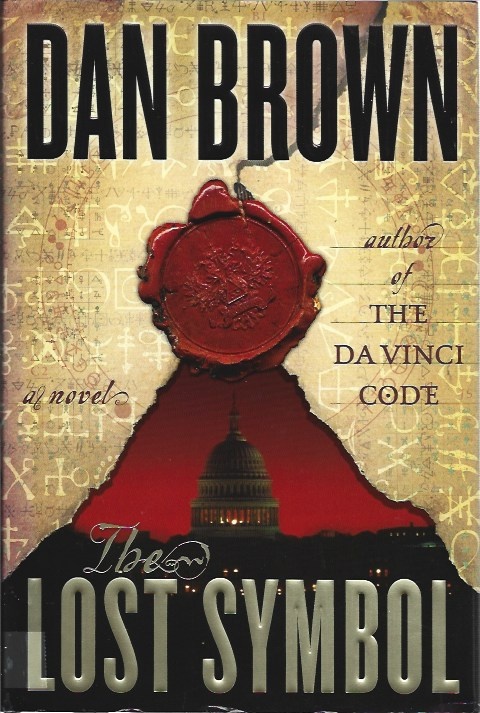 DAN BROWN
author
of
THE
DA VINCI
CODE
a novel
The
LOST SYMBOL